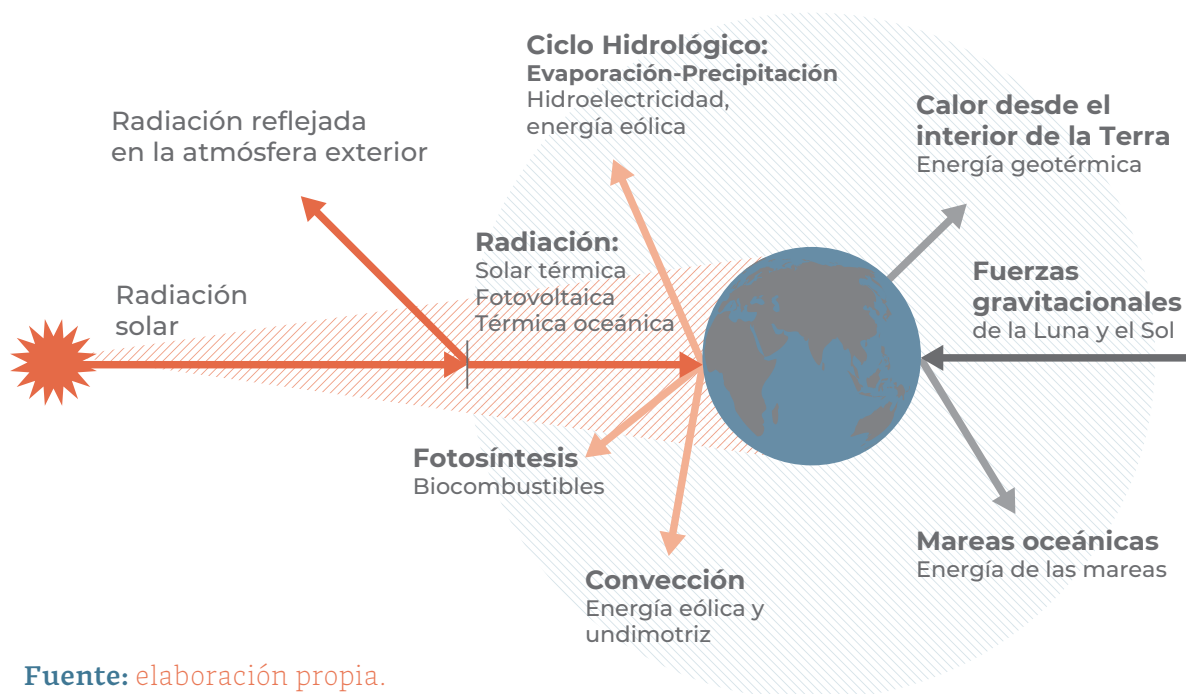 Ciclo Hidrológico:
Evaporación-Precipitación
Hidroelectricidad,
energía eólica
Calor desde el
interior de la Terra
Energía geotérmica
Radiación reflejada
en la atmósfera exterior
Radiación:
Solar térmica
Fotovoltaica
Térmica oceánica
Radiación
solar
Fuerzas
gravitacionales
de la Luna y el Sol
Fotosíntesis
Biocombustibles
Mareas oceánicas
Energía de las mareas
Convección
Energía eólica y
undimotriz
Fuente: elaboración propia.